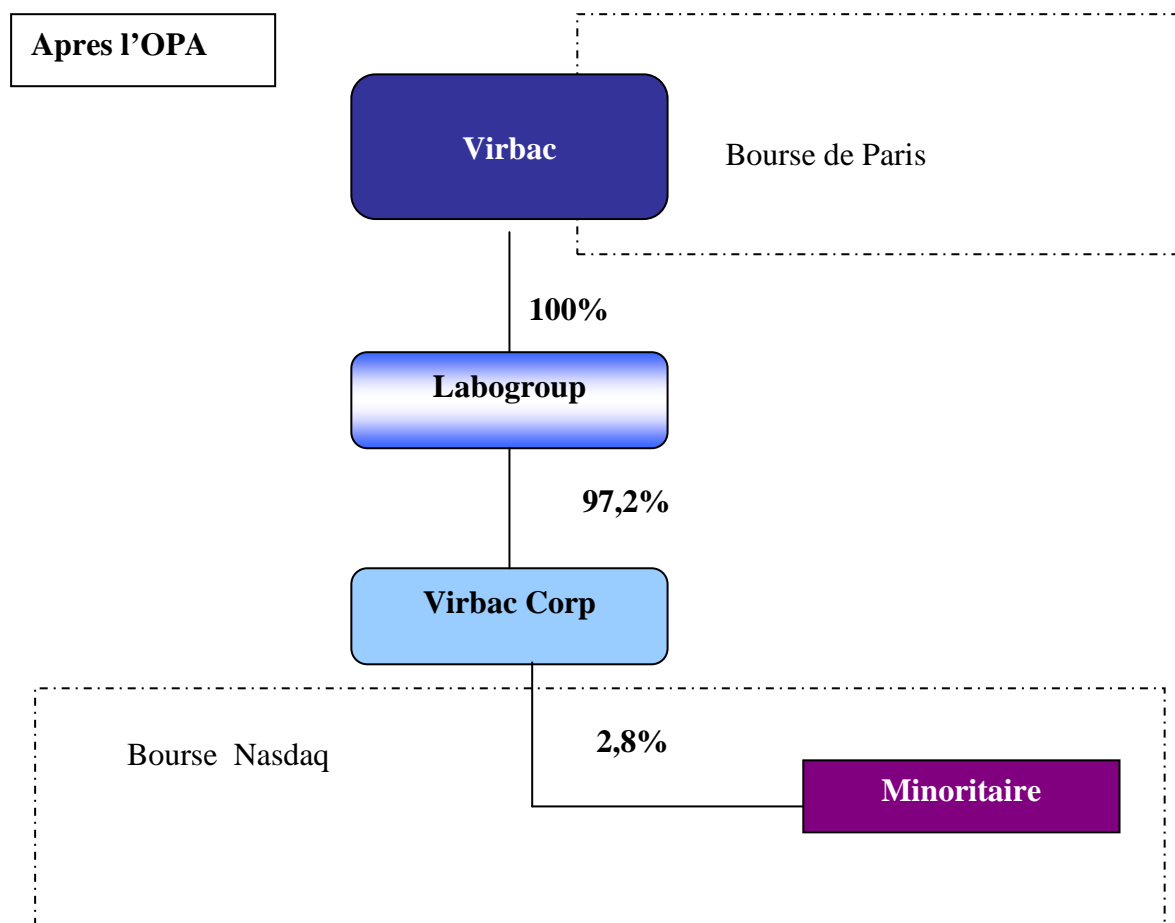 Apres l’OPA
Virbac
Bourse de Paris
100%
Labogroup
97,2%
Virbac Corp
2,8%
Bourse  Nasdaq
Minoritaire